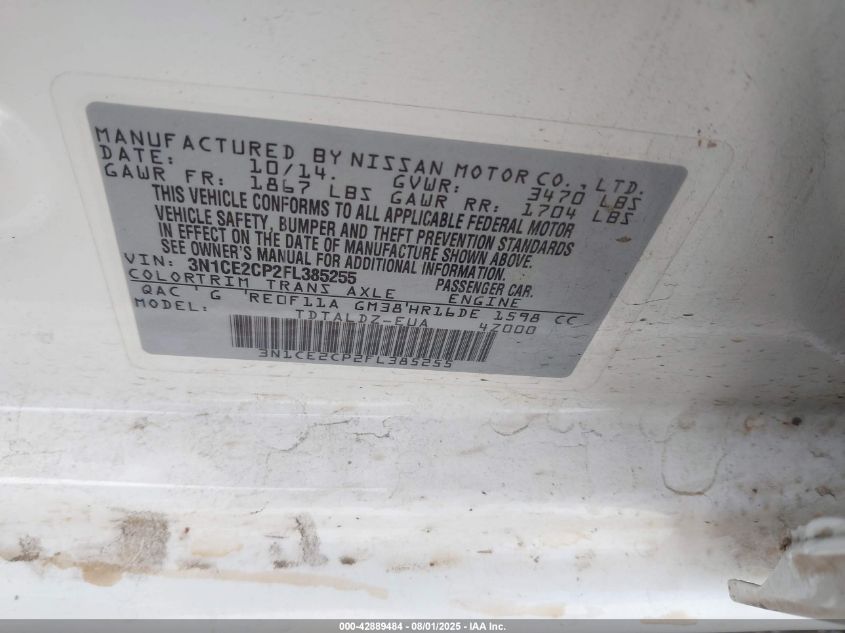 MANUFACTURED BY NISSAN MOTOR CO., LTD.
DATE: 10/14. GVWR: 3470 LBS
GAWR FR: 1867 LBS GAWR RR: 1704 LBS
THIS VEHICLE CONFORMS TO ALL APPLICABLE FEDERAL MOTOR
VEHICLE SAFETY, BUMPER AND THEFT PREVENTION STANDARDS
IN EFFECT ON THE DATE OF MANUFACTURE SHOWN ABOVE.
SEE OWNER'S MANUAL FOR ADDITIONAL INFORMATION.
VIN: 3N1CE2CP2FL385255 PASSENGER CAR.
COLORTRIM TRANS AXLE ENGINE
QAC G 'RE0F11A GM38'HR16DE 1598 CC
MODEL: TDTALDZ-EUA 47000
3N1CE2CP2FL385255
000-42889484 - 08/01/2025 - IAA Inc.